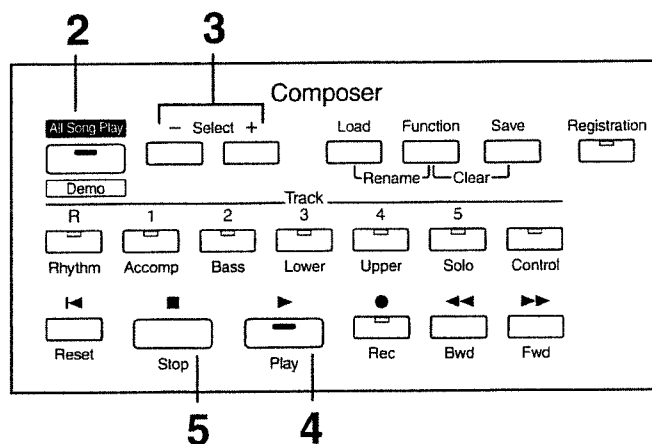 2 3
Composer
All Song Play - Select + Load Function Save Registration
Demo Rename Clear
Track
R 1 2 3 4 5
Rhythm Accomp Bass Lower Upper Solo Control
Reset Stop Play Rec Bwd Fwd
5 4